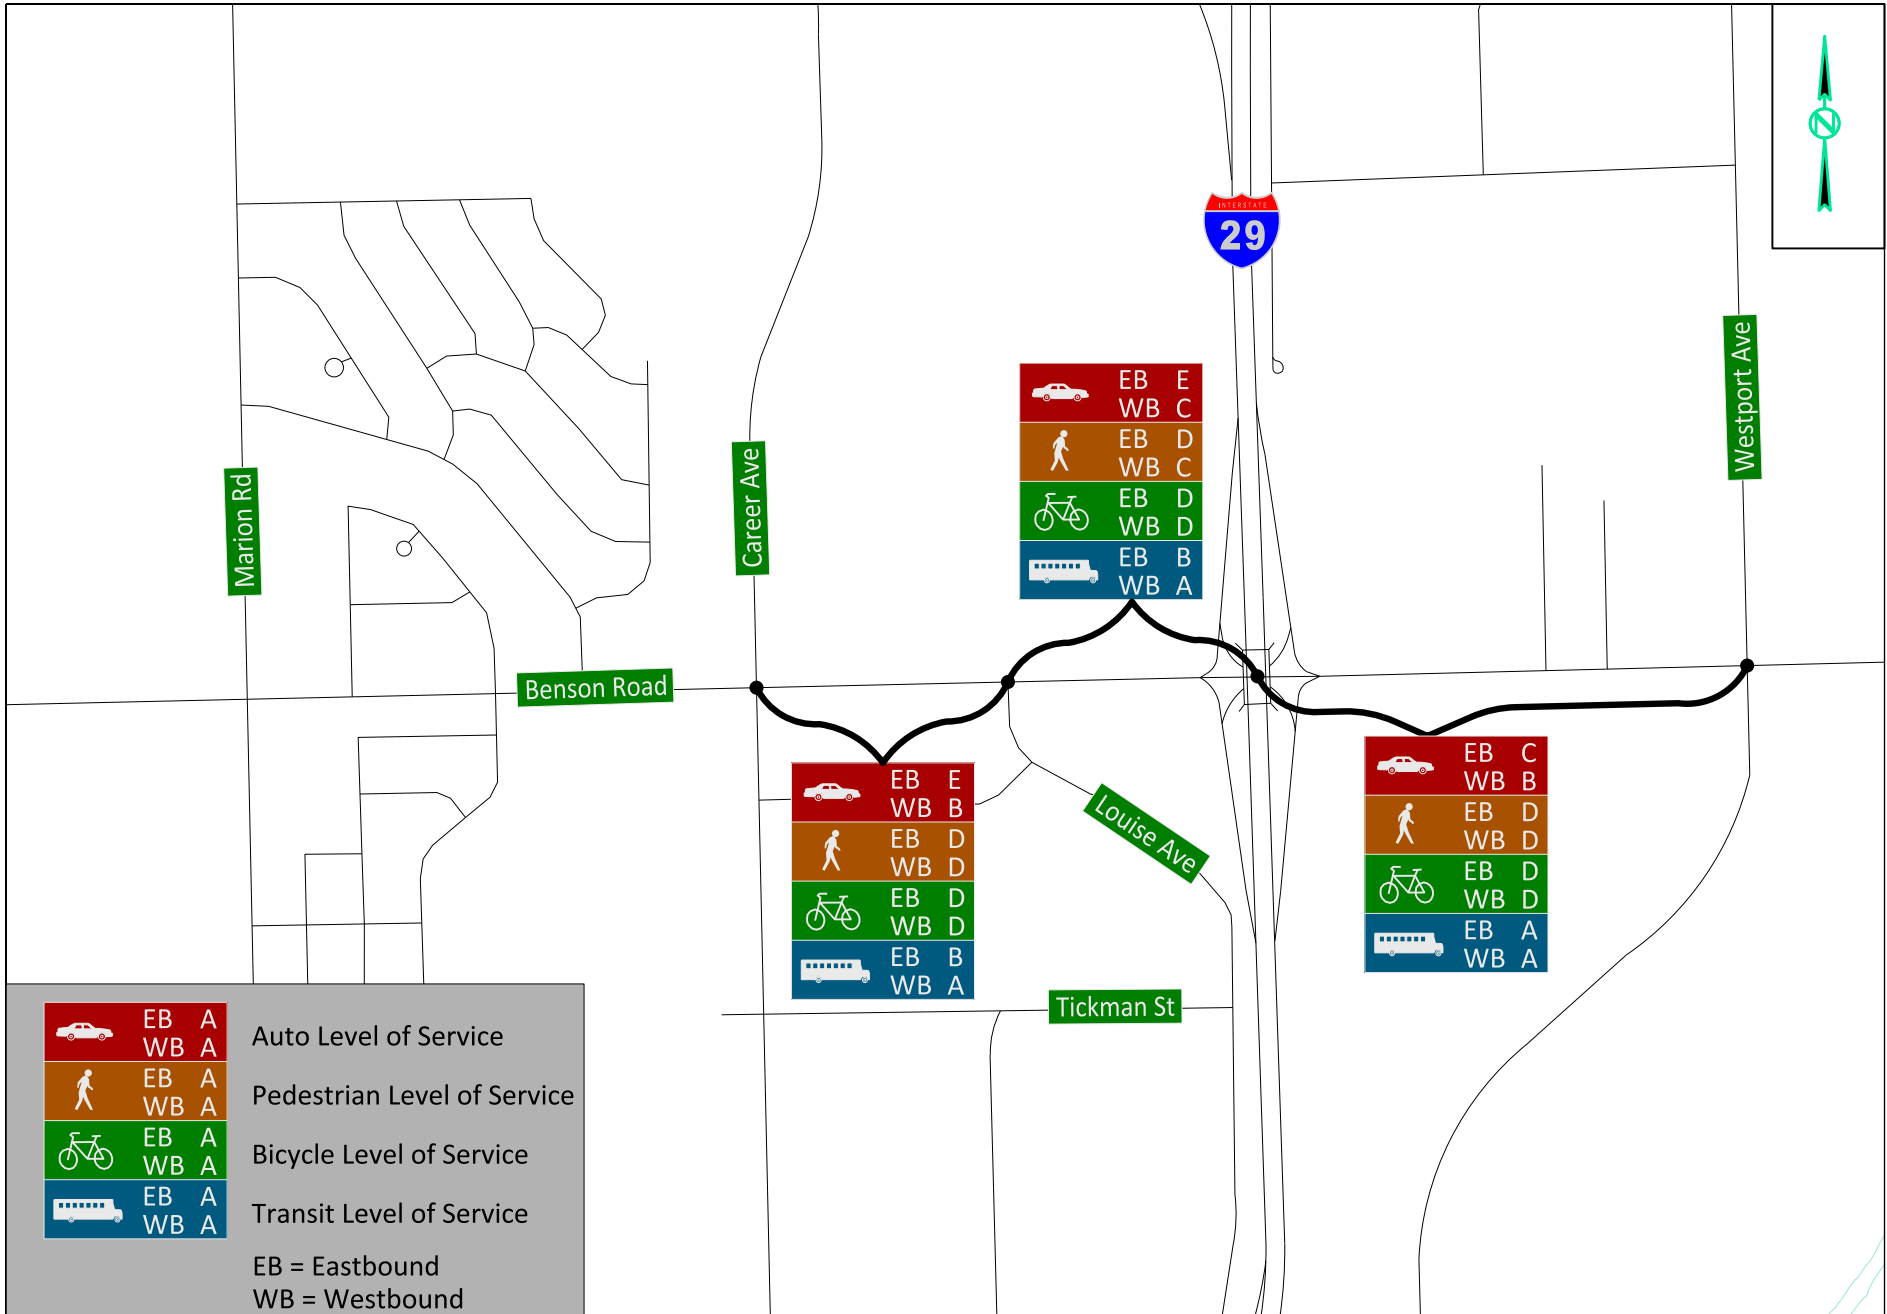 N
INTERSTATE
29
Westport Ave
EB E
WB C
EB D
WB C
EB D
WB D
EB B
WB A
Career Ave
Marion Rd
Benson Road
EB E
WB B
EB D
WB D
EB D
WB D
EB B
WB A
Louise Ave
EB C
WB B
EB D
WB D
EB D
WB D
EB A
WB A
Tickman St
EB A
WB A
Auto Level of Service
EB A
WB A
Pedestrian Level of Service
EB A
WB A
Bicycle Level of Service
EB A
WB A
Transit Level of Service
EB = Eastbound
WB = Westbound